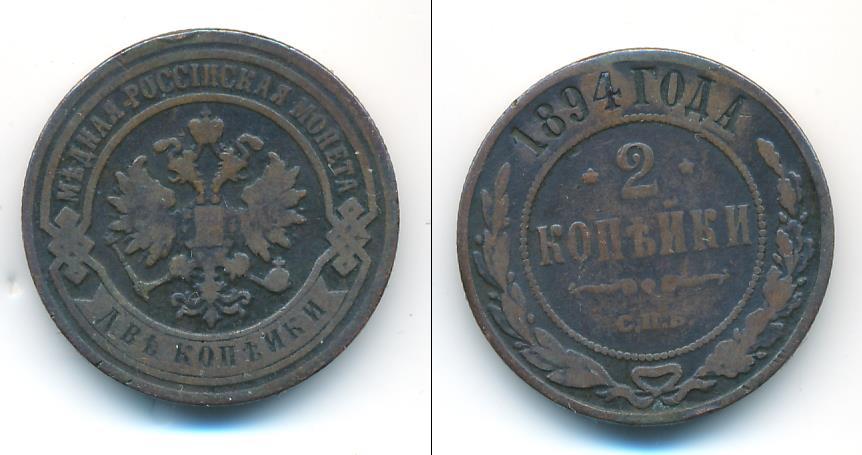 МѢДНАЯ РОССІЙСКАЯ МОНЕТА
ДВѢ КОПѢЙКИ
1894 ГОДА
2
КОПѢЙКИ
С.П.Б.